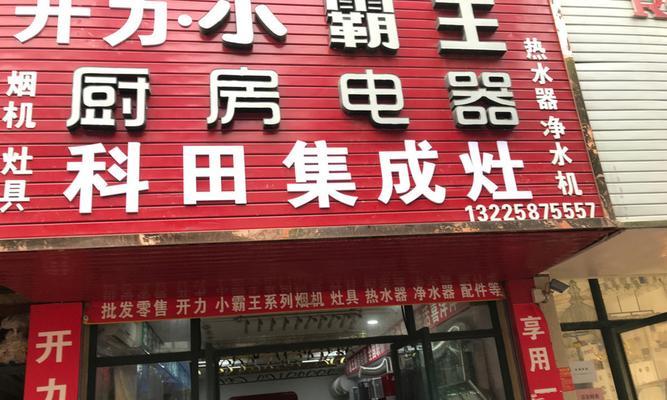 开力·小霸王
厨房电器
科田集成灶
烟机
灶具
热水器净水机
13225875557
批发零售 开力 小霸王系列烟机 灶具 热水器 净水器 配件等
开力
享用